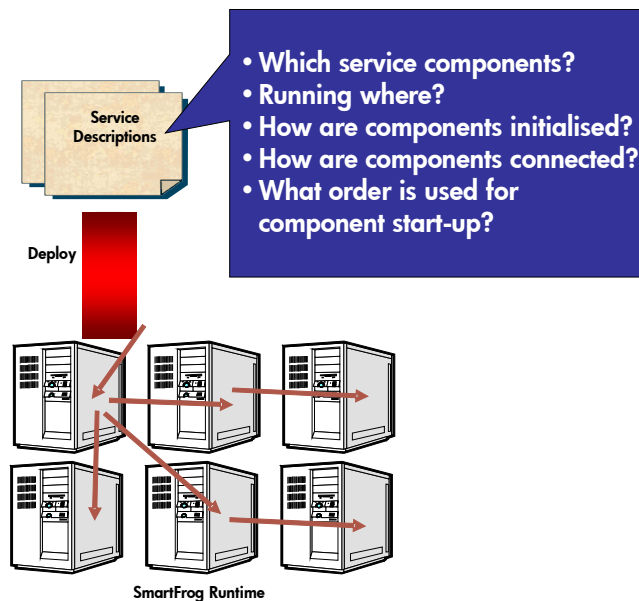 • Which service components?
• Running where?
• How are components initialised?
• How are components connected?
• What order is used for
component start-up?
Service
Descriptions
Deploy
SmartFrog Runtime